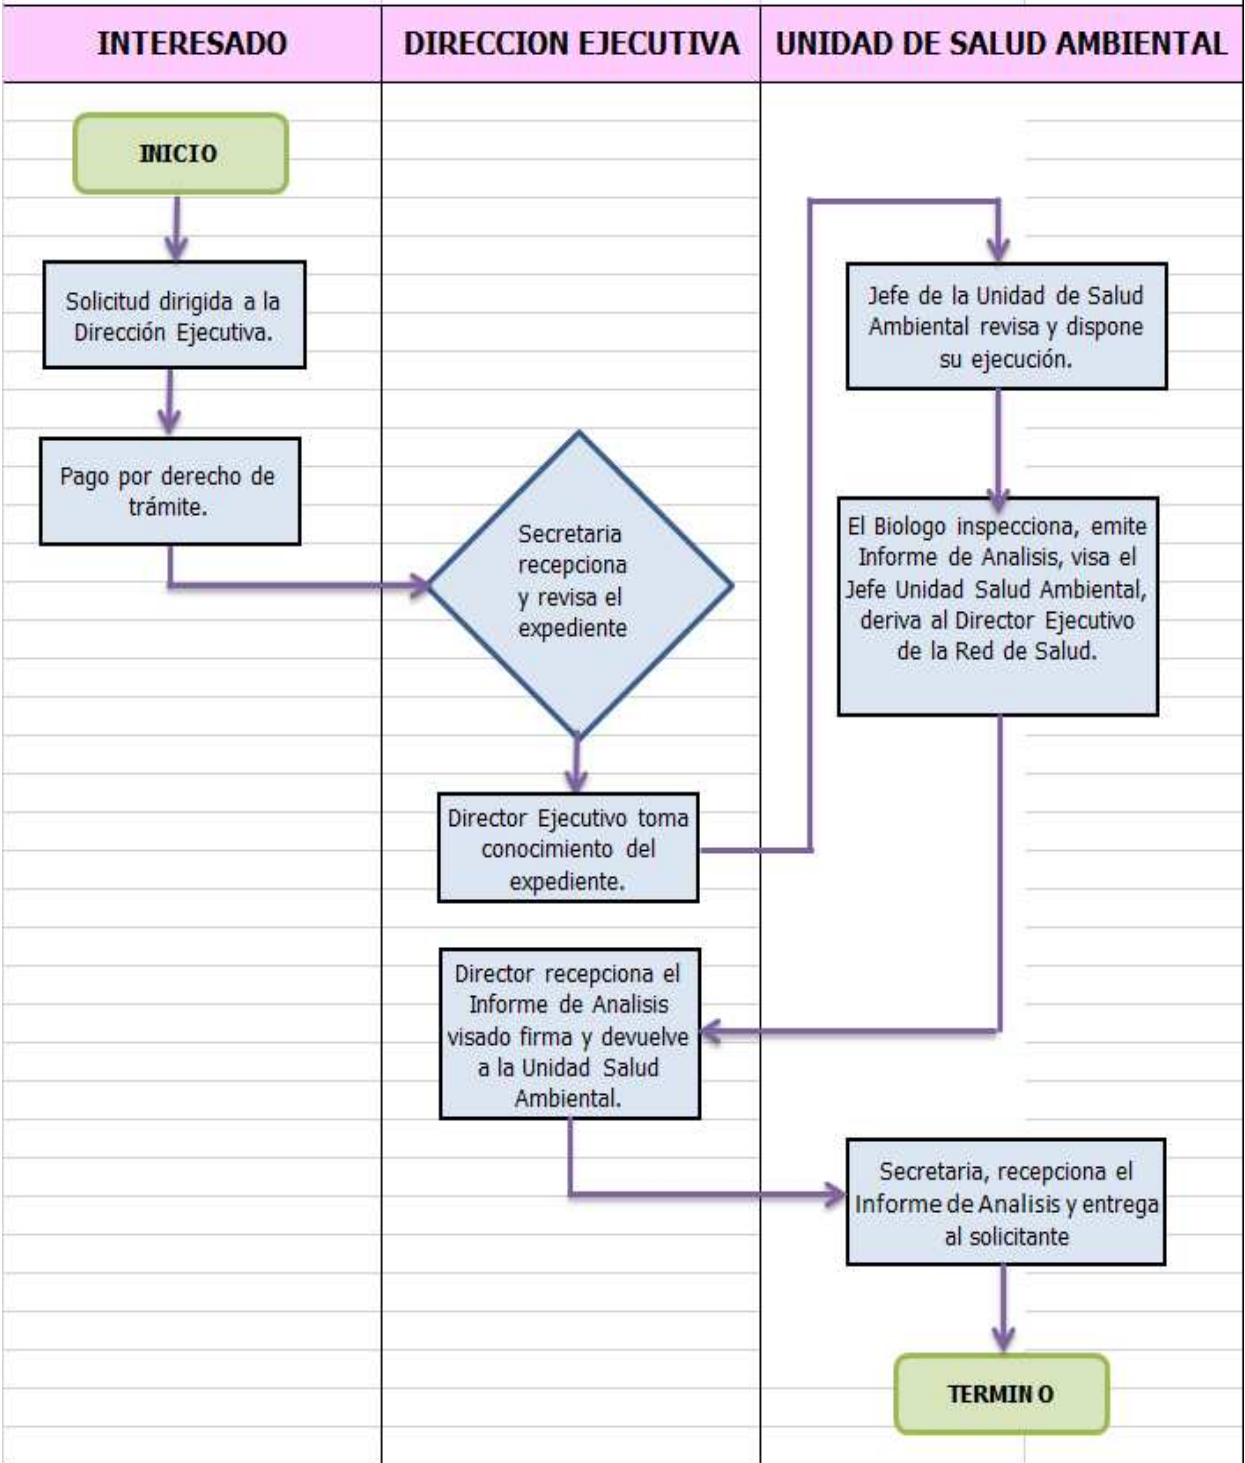 INTERESADO
DIRECCION EJECUTIVA
UNIDAD DE SALUD AMBIENTAL
INICIO
Solicitud dirigida a la
Dirección Ejecutiva.
Pago por derecho de
trámite.
Secretaria
recepciona
y revisa el
expediente
Director Ejecutivo toma
conocimiento del
expediente.
Jefe de la Unidad de Salud
Ambiental revisa y dispone
su ejecución.
El Biologo inspecciona, emite
Informe de Analisis, visa el
Jefe Unidad Salud Ambiental,
deriva al Director Ejecutivo
de la Red de Salud.
Director recepciona el
Informe de Analisis
visado firma y devuelve
a la Unidad Salud
Ambiental.
Secretaria, recepciona el
Informe de Analisis y entrega
al solicitante
TERMINO